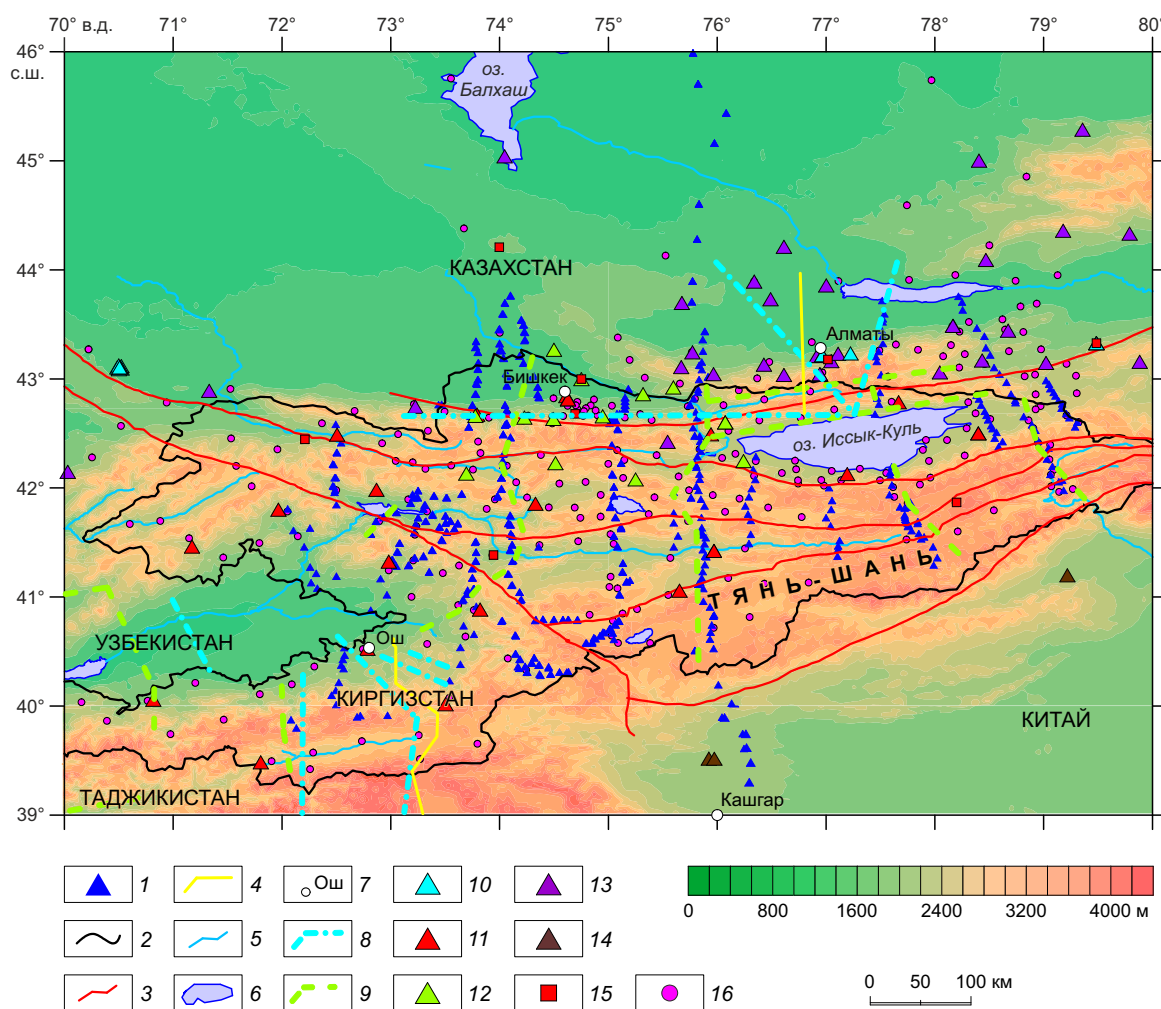 70° в.д. 71° 72° 73° 74° 75° 76° 77° 78° 79° 80°
46°
с.ш.
оз.
Балхаш
45°
44°
КАЗАХСТАН
Алматы
43°
Бишкек
оз. Иссык-Куль
42°
ТЯНЬ-ШАНЬ
41°
УЗБЕКИСТАН
Ош
КИРГИЗСТАН
40°
КИТАЙ
ТАДЖИКИСТАН
Кашгар
39°
1 4 Ош 7 10 13
0 800 1600 2400 3200 4000 м
2 5 8 11 14
3 6 9 12 15 16
0 50 100 км